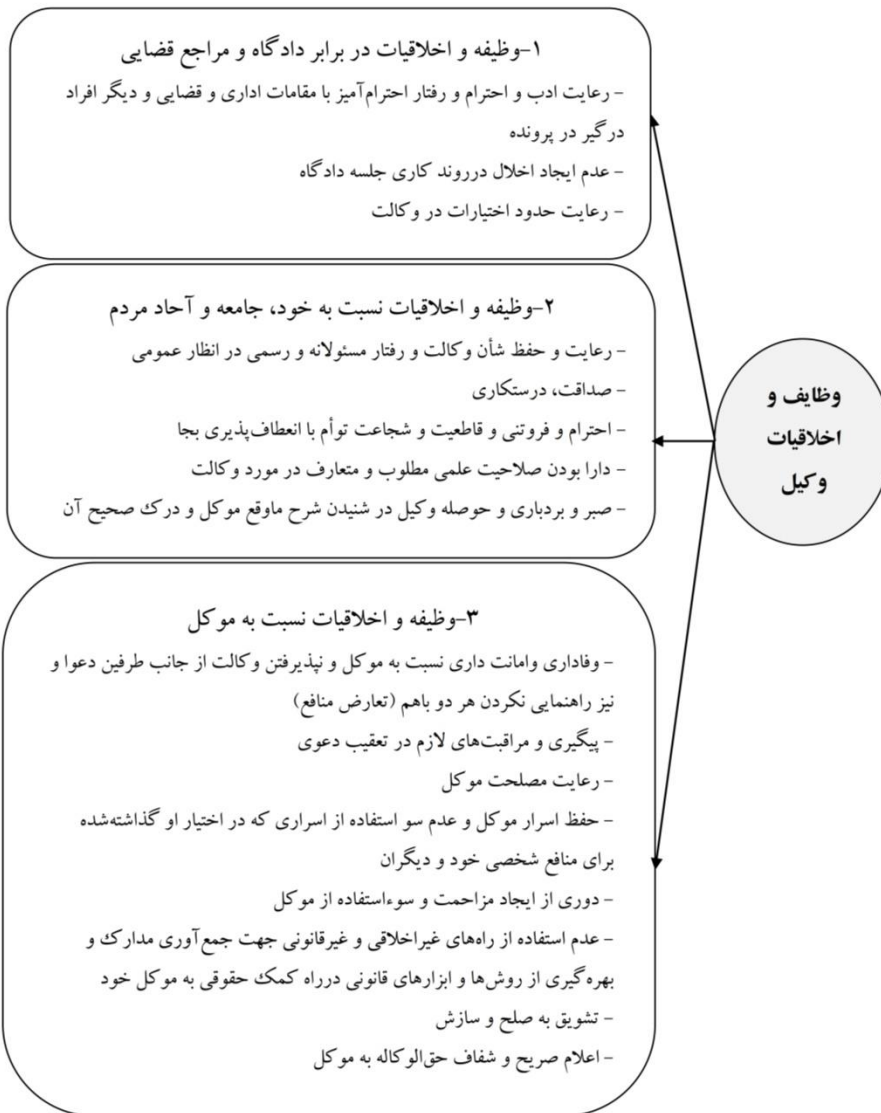 ۱-وظیفه و اخلاقیات در برابر دادگاه و مراجع قضایی
- رعایت ادب و احترام و رفتار احترام‌آمیز با مقامات اداری و قضایی و دیگر افراد
درگیر در پرونده
- عدم ایجاد اخلال درروند کاری جلسه دادگاه
- رعایت حدود اختیارات در وکالت
۲-وظیفه و اخلاقیات نسبت به خود، جامعه و آحاد مردم
- رعایت و حفظ شأن وکالت و رفتار مسئولانه و رسمی در انظار عمومی
- صداقت، درستکاری
- احترام و فروتنی و قاطعیت و شجاعت توأم با انعطاف‌پذیری بجا
- دارا بودن صلاحیت علمی مطلوب و متعارف در مورد وکالت
- صبر و بردباری و حوصله وکیل در شنیدن شرح ماوقع موکل و درک صحیح آن
وظایف و
اخلاقیات
وکیل
۳-وظیفه و اخلاقیات نسبت به موکل
- وفاداری وامانت داری نسبت به موکل و نپذیرفتن وکالت از جانب طرفین دعوا و
نیز راهنمایی نکردن هر دو باهم (تعارض منافع)
- پیگیری و مراقبت‌های لازم در تعقیب دعوی
- رعایت مصلحت موکل
- حفظ اسرار موکل و عدم سو استفاده از اسراری که در اختیار او گذاشته‌شده
برای منافع شخصی خود و دیگران
- دوری از ایجاد مزاحمت و سوءاستفاده از موکل
- عدم استفاده از راه‌های غیراخلاقی و غیرقانونی جهت جمع‌آوری مدارک و
بهره‌گیری از روش‌ها و ابزارهای قانونی درراه کمک حقوقی به موکل خود
- تشویق به صلح و سازش
- اعلام صریح و شفاف حق‌الوکاله به موکل